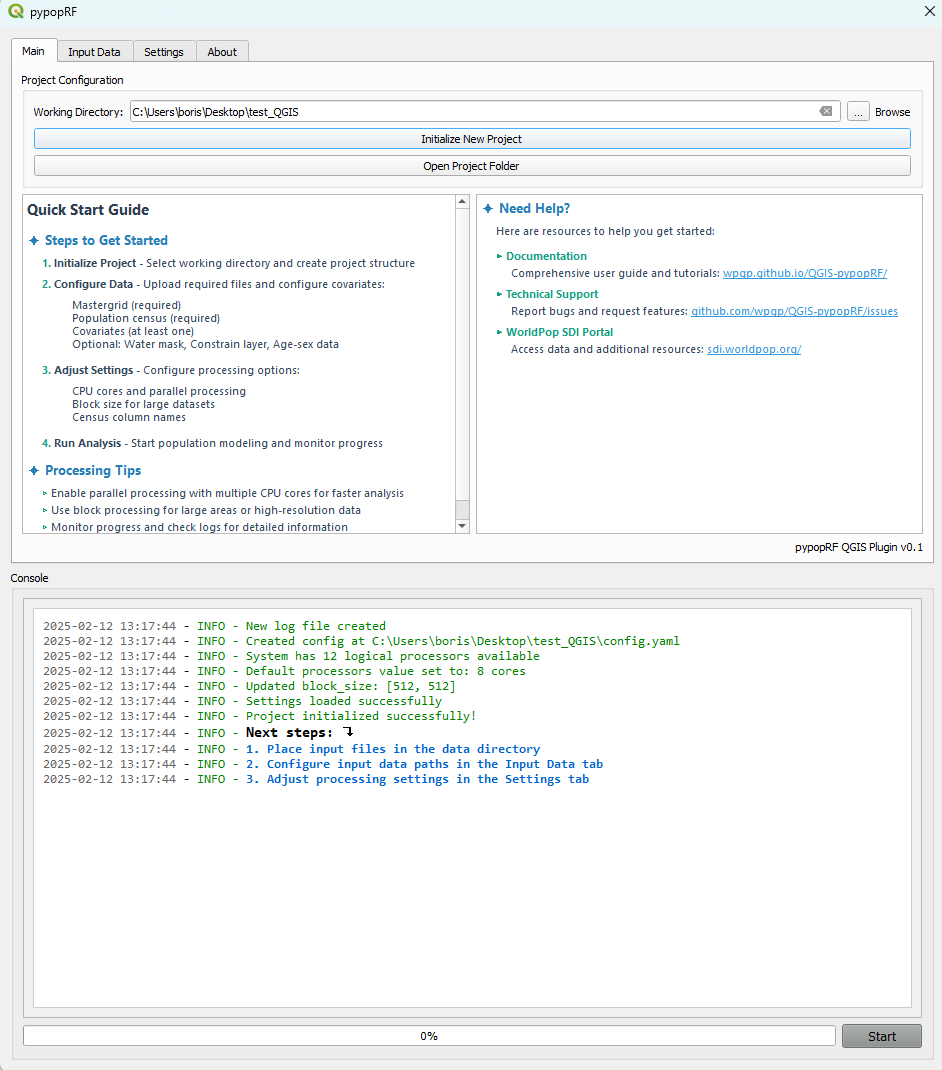 pypopRF
Main Input Data Settings About
Project Configuration
Working Directory: C:\Users\boris\Desktop\test_QGIS ... Browse
Initialize New Project
Open Project Folder
Quick Start Guide
Steps to Get Started
1. Initialize Project - Select working directory and create project structure
2. Configure Data - Upload required files and configure covariates:
Mastergrid (required)
Population census (required)
Covariates (at least one)
Optional: Water mask, Constrain layer, Age-sex data
3. Adjust Settings - Configure processing options:
CPU cores and parallel processing
Block size for large datasets
Census column names
4. Run Analysis - Start population modeling and monitor progress
Processing Tips
Enable parallel processing with multiple CPU cores for faster analysis
Use block processing for large areas or high-resolution data
Monitor progress and check logs for detailed information
Need Help?
Here are resources to help you get started:
Documentation
Comprehensive user guide and tutorials: wpgp.github.io/QGIS-pypopRF/
Technical Support
Report bugs and request features: github.com/wpgp/QGIS-pypopRF/issues
WorldPop SDI Portal
Access data and additional resources: sdi.worldpop.org/
pypopRF QGIS Plugin v0.1
Console
2025-02-12 13:17:44 - INFO - New log file created
2025-02-12 13:17:44 - INFO - Created config at C:\Users\boris\Desktop\test_QGIS\config.yaml
2025-02-12 13:17:44 - INFO - System has 12 logical processors available
2025-02-12 13:17:44 - INFO - Default processors value set to: 8 cores
2025-02-12 13:17:44 - INFO - Updated block_size: [512, 512]
2025-02-12 13:17:44 - INFO - Settings loaded successfully
2025-02-12 13:17:44 - INFO - Project initialized successfully!
2025-02-12 13:17:44 - INFO - Next steps: ↴
2025-02-12 13:17:44 - INFO - 1. Place input files in the data directory
2025-02-12 13:17:44 - INFO - 2. Configure input data paths in the Input Data tab
2025-02-12 13:17:44 - INFO - 3. Adjust processing settings in the Settings tab
0% Start